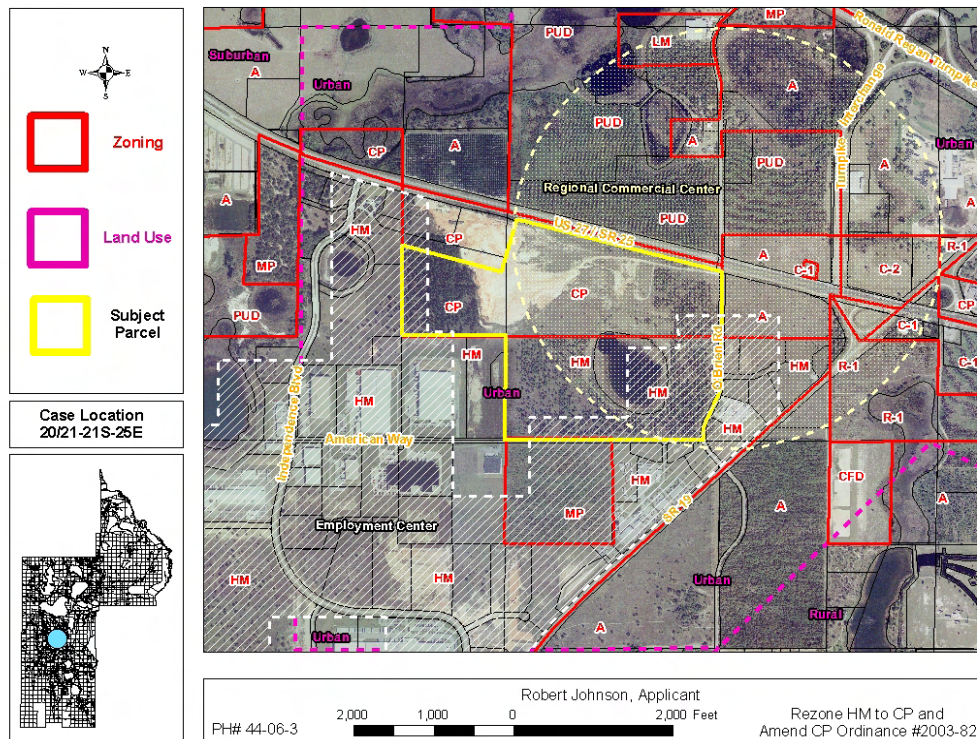 N
W E
S
Zoning
Land Use
Subject
Parcel
Case Location
20/21-21S-25E
Suburban
A
Urban
PUD
LM
MP
Ronald Regan Turnpike
PUD
A
Turnpike Interchange
A
Urban
CP
A
A
PUD
A
Regional Commercial Center
A
HM
CP
PUD
PUD
US 27 / SR 25
A
C-1
C-2
R-1
MP
CP
CP
CP
PUD
C-1
A
HM
HM
HM
HM
R-1
C-1
Urban
O'Brien Rd
HM
Independence Blvd
HM
R-1
American Way
HM
HM
CFD
A
MP
SR-19
A
Employment Center
HM
HM
Urban
Rural
Urban
A
Robert Johnson, Applicant
PH# 44-06-3
2,000 1,000 0 2,000 Feet
Rezone HM to CP and
Amend CP Ordinance #2003-82